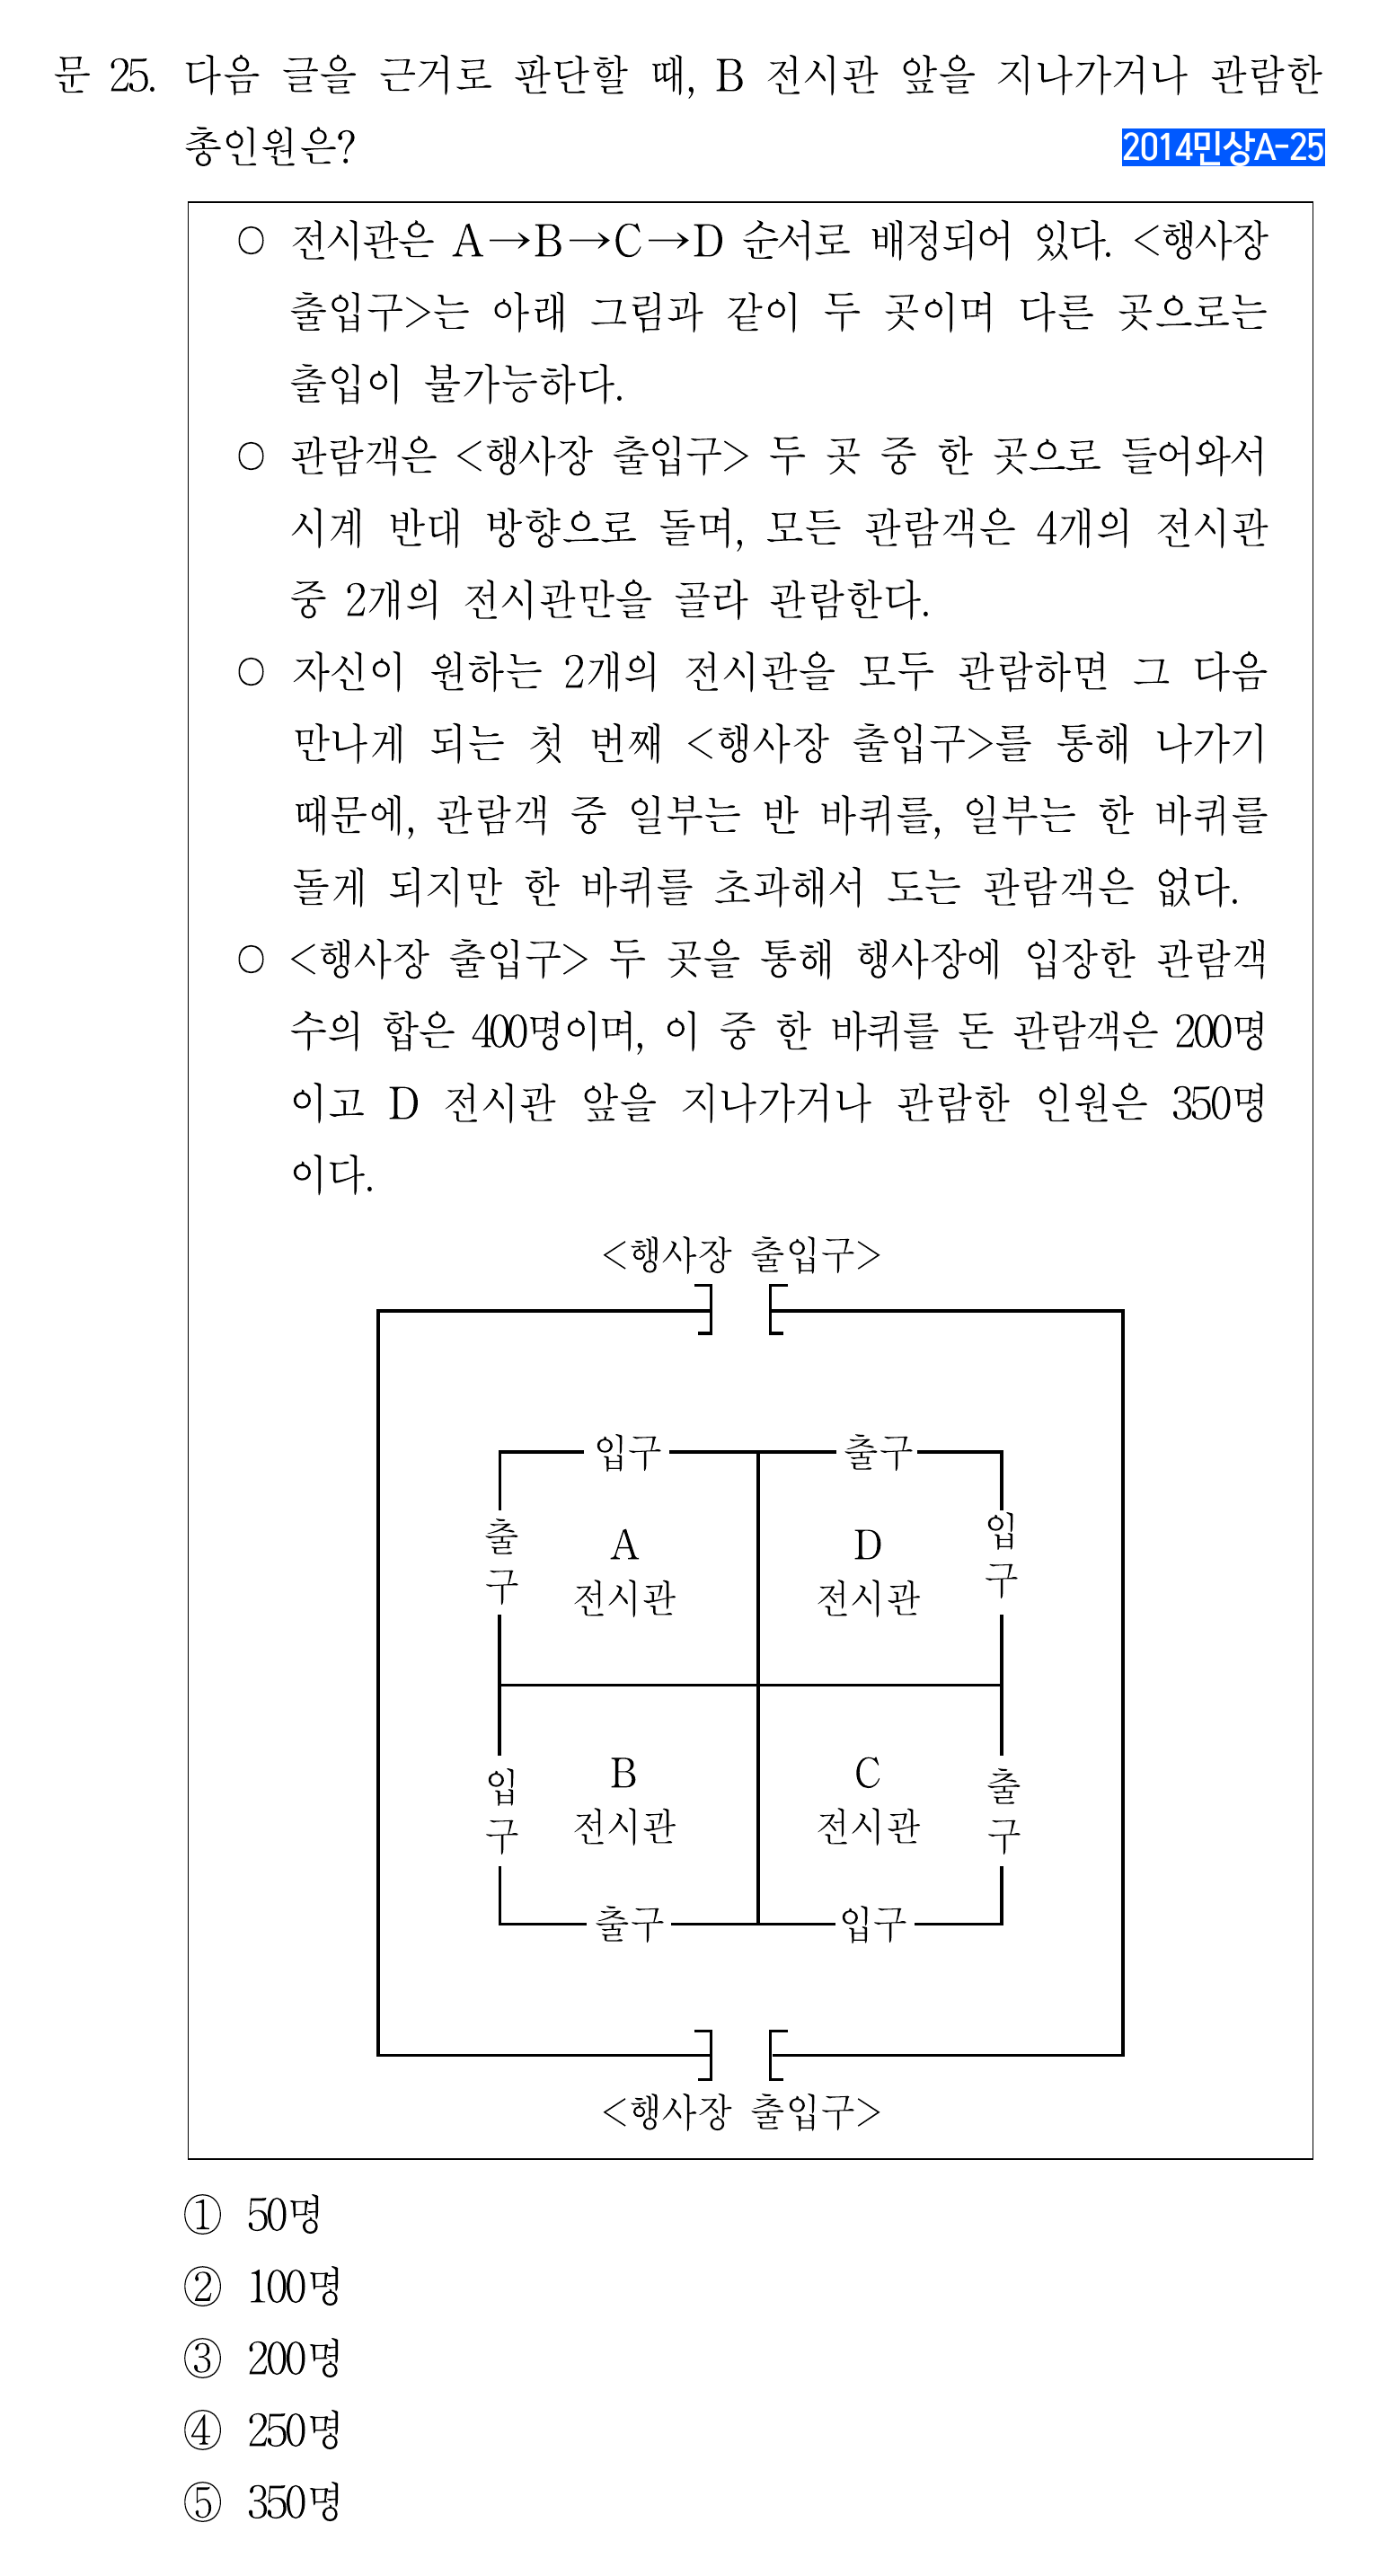 문 25. 다음 글을 근거로 판단할 때, B 전시관 앞을 지나가거나 관람한
총인원은?
2014민상A-25
○ 전시관은 A→B→C→D 순서로 배정되어 있다. <행사장
출입구>는 아래 그림과 같이 두 곳이며 다른 곳으로는
출입이 불가능하다.
○ 관람객은 <행사장 출입구> 두 곳 중 한 곳으로 들어와서
시계 반대 방향으로 돌며, 모든 관람객은 4개의 전시관
중 2개의 전시관만을 골라 관람한다.
○ 자신이 원하는 2개의 전시관을 모두 관람하면 그 다음
만나게 되는 첫 번째 <행사장 출입구>를 통해 나가기
때문에, 관람객 중 일부는 반 바퀴를, 일부는 한 바퀴를
돌게 되지만 한 바퀴를 초과해서 도는 관람객은 없다.
○ <행사장 출입구> 두 곳을 통해 행사장에 입장한 관람객
수의 합은 400명이며, 이 중 한 바퀴를 돈 관람객은 200명
이고 D 전시관 앞을 지나가거나 관람한 인원은 350명
이다.
<행사장 출입구>
입구 출구
출구 A 전시관 D 전시관 입구
입구 B 전시관 C 전시관 출구
출구 입구
<행사장 출입구>
① 50명
② 100명
③ 200명
④ 250명
⑤ 350명